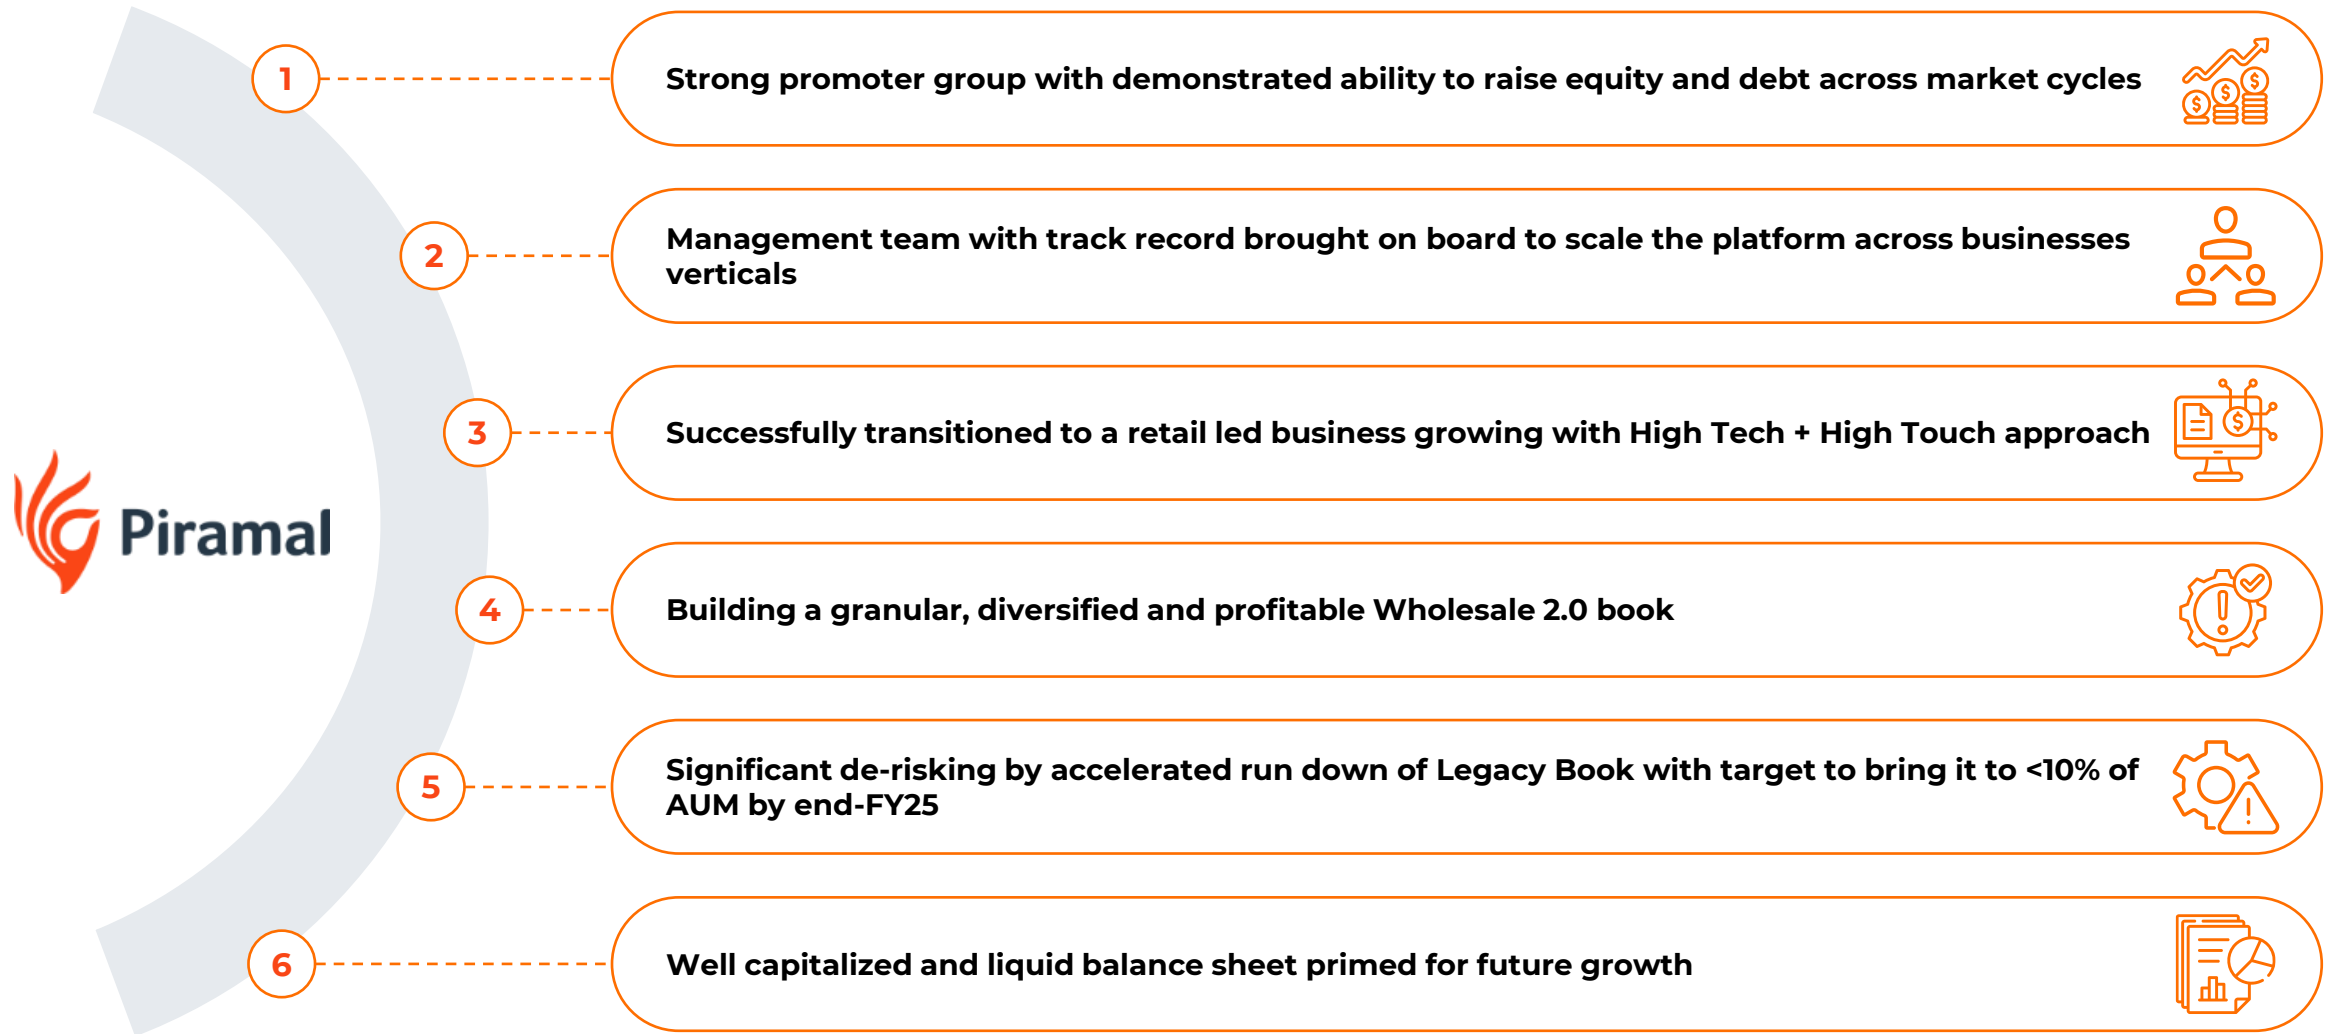 1
Strong promoter group with demonstrated ability to raise equity and debt across market cycles
2
Management team with track record brought on board to scale the platform across businesses
verticals
3
Successfully transitioned to a retail led business growing with High Tech + High Touch approach
Piramal
4
Building a granular, diversified and profitable Wholesale 2.0 book
5
Significant de-risking by accelerated run down of Legacy Book with target to bring it to <10% of
AUM by end-FY25
6
Well capitalized and liquid balance sheet primed for future growth